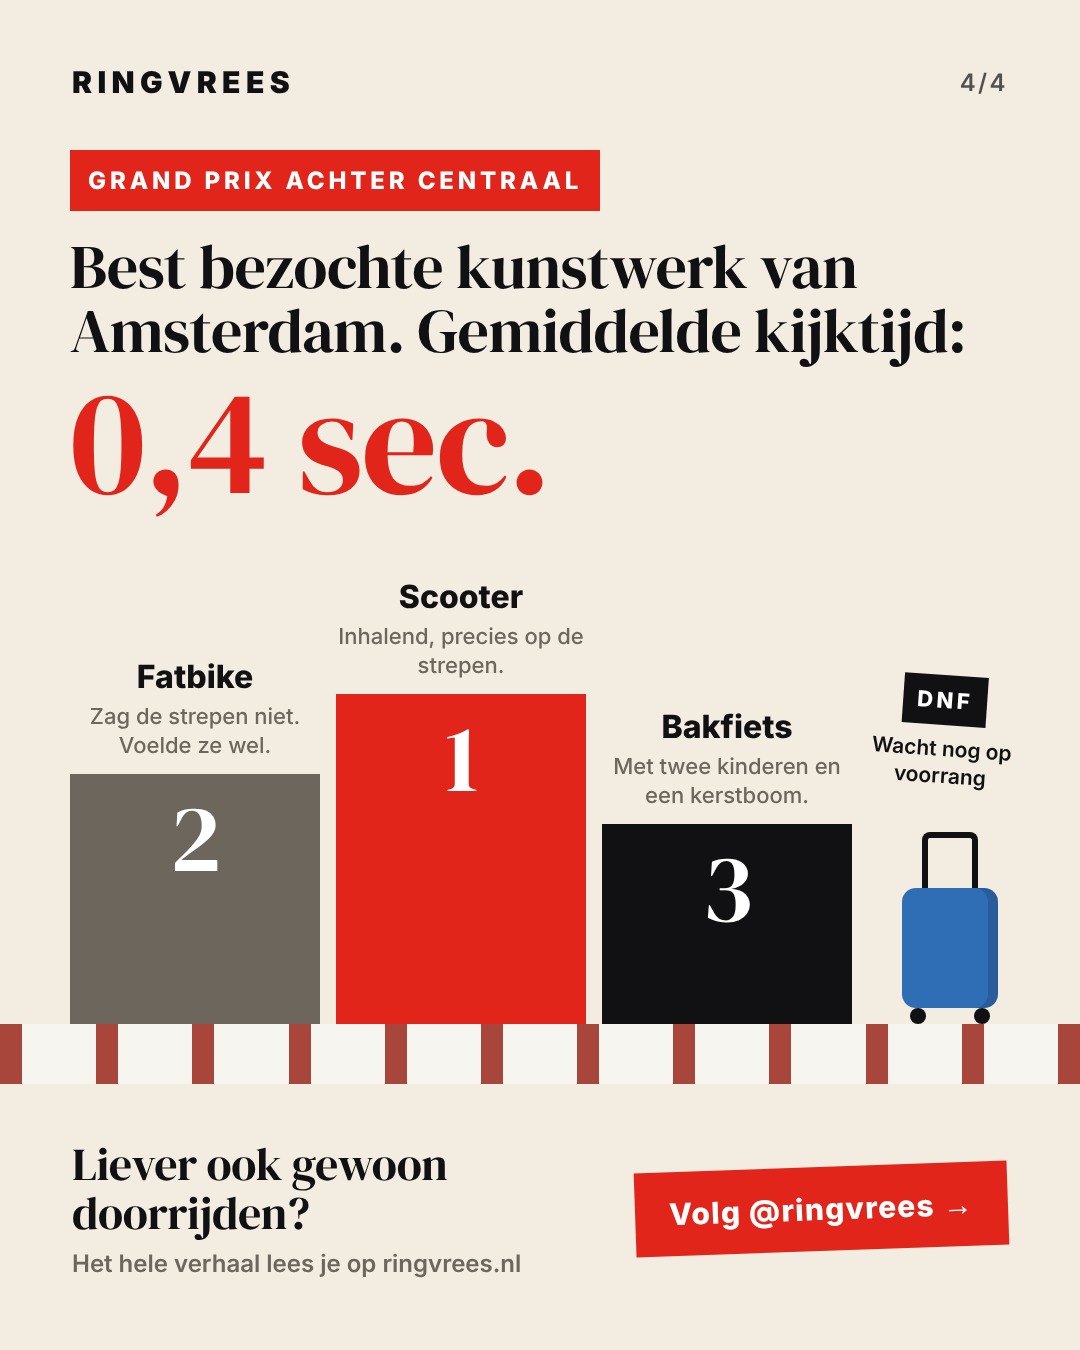 RINGVREES
4/4
GRAND PRIX ACHTER CENTRAAL
Best bezochte kunstwerk van
Amsterdam. Gemiddelde kijktijd:
0,4 sec.
Scooter
Inhalend, precies op de
strepen.
1
Fatbike
Zag de strepen niet.
Voelde ze wel.
2
Bakfiets
Met twee kinderen en
een kerstboom.
3
DNF
Wacht nog op
voorrang
Liever ook gewoon
doorrijden?
Het hele verhaal lees je op ringvrees.nl
Volg @ringvrees →